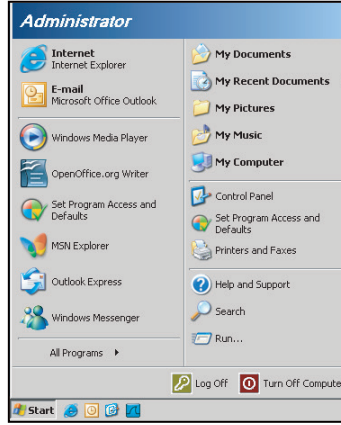 Administrator
Internet
Internet Explorer
E-mail
Microsoft Office Outlook
Windows Media Player
OpenOffice.org Writer
Set Program Access and
Defaults
MSN Explorer
Outlook Express
Windows Messenger
All Programs
My Documents
My Recent Documents
My Pictures
My Music
My Computer
Control Panel
Set Program Access and
Defaults
Printers and Faxes
Help and Support
Search
Run...
Log Off
Turn Off Compute
Start